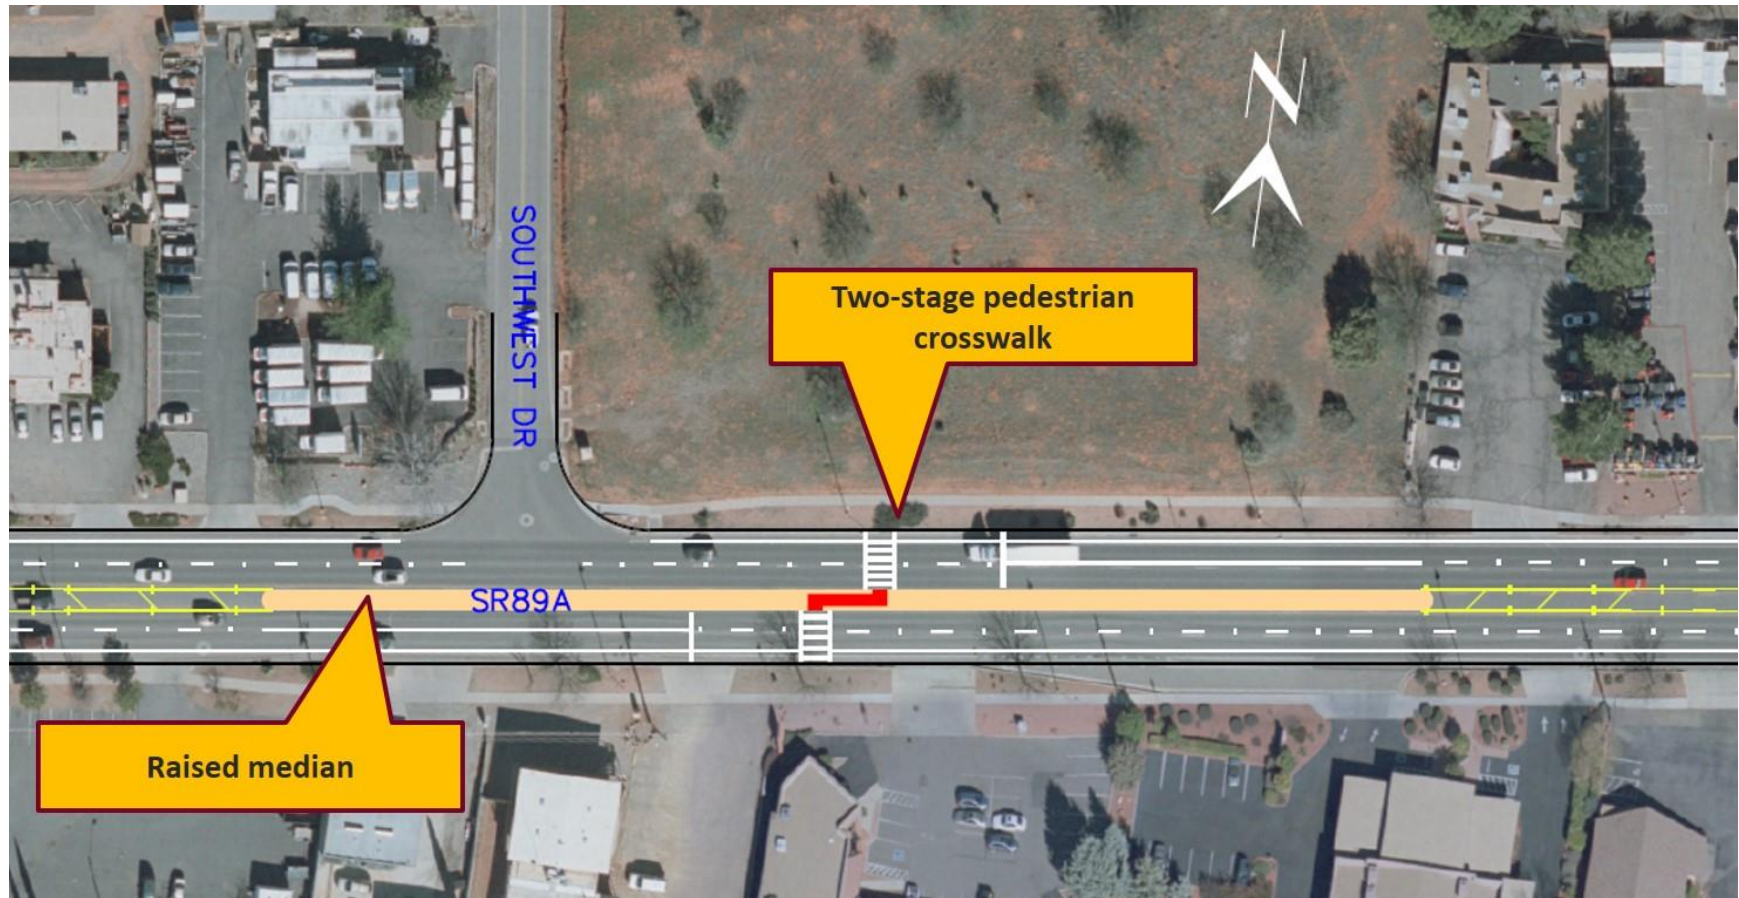 N
SOUTHWEST DR
Two-stage pedestrian
crosswalk
SR89A
Raised median